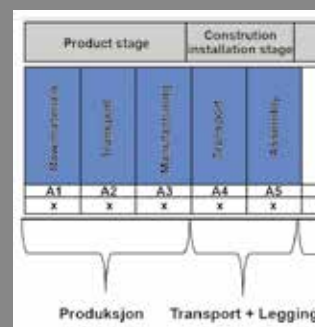 Product stage
Constrution
installation stage
Raw materials
Transport
Manufacturing
Transport
Assembly
A1 A2 A3 A4 A5
x x x x x
Produksjon Transport + Legging